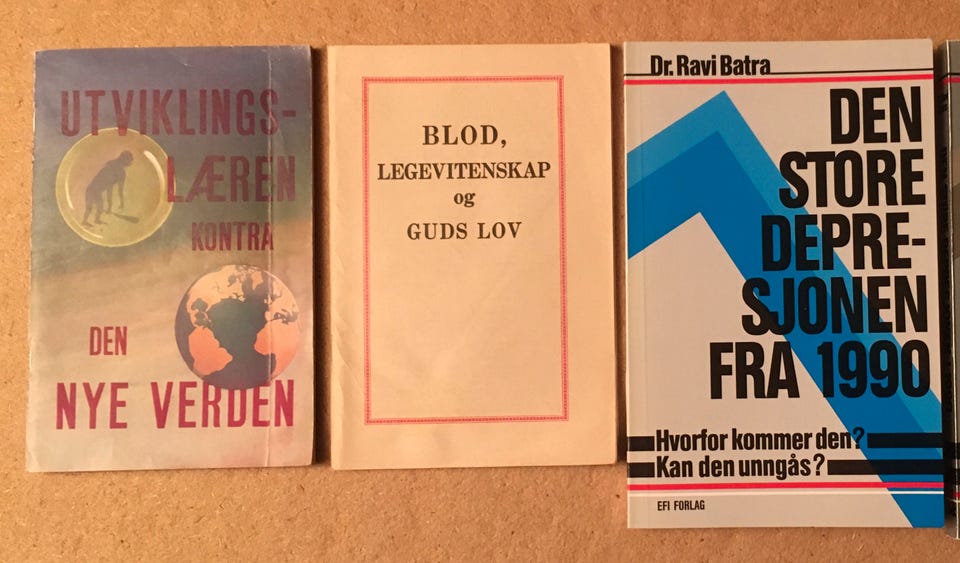 UTVIKLINGS-
LÆREN
KONTRA
DEN
NYE VERDEN
BLOD,
LEGEVITENSKAP
og
GUDS LOV
Dr. Ravi Batra
DEN
STORE
DEPRE-
SJONEN
FRA 1990
Hvorfor kommer den?
Kan den unngås?
EFI FORLAG